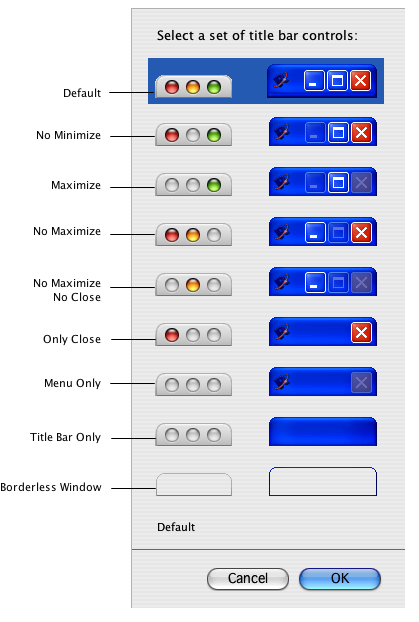 Select a set of title bar controls:
Default
No Minimize
Maximize
No Maximize
No Maximize
No Close
Only Close
Menu Only
Title Bar Only
Borderless Window
Default
Cancel
OK